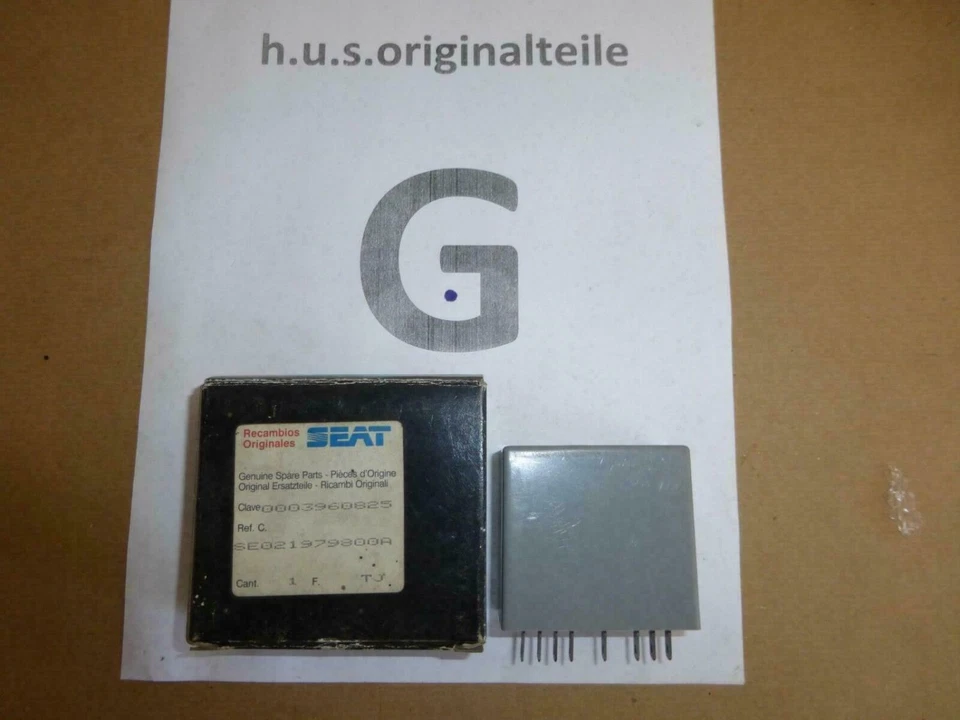 h.u.s.originalteile
G
Recambios
Originales
SEAT
Genuine Spare Parts - Pièces d'Origine
Original Ersatzteile - Ricambi Originali
Clave 0003960825
Ref. C.
SE021979800A
Cant. 1 F. TJ